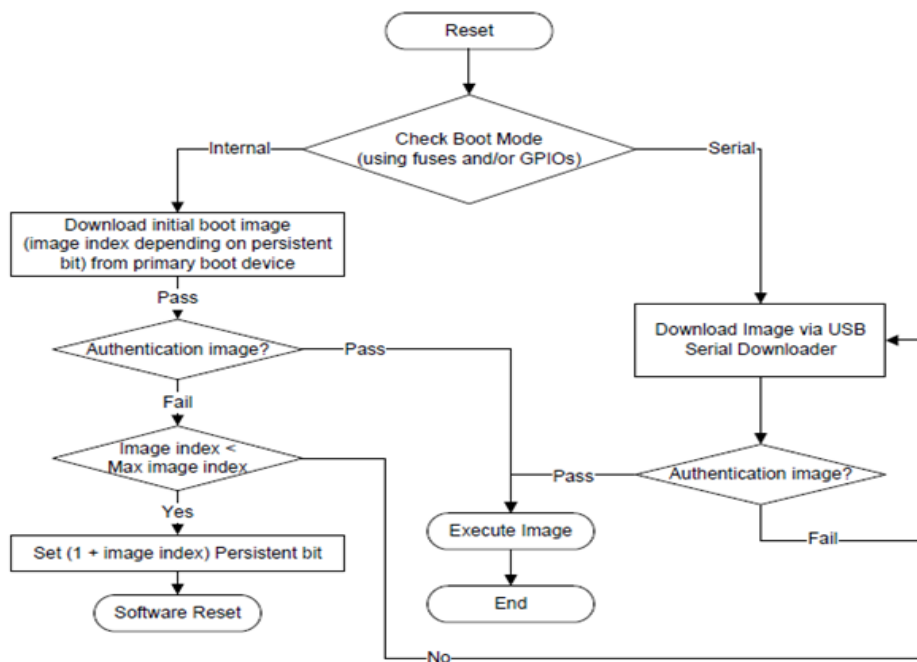 Reset
Check Boot Mode
(using fuses and/or GPIOs)
Internal
Serial
Download initial boot image
(image index depending on persistent
bit) from primary boot device
Pass
Download Image via USB
Serial Downloader
Authentication image?
Pass
Fail
Image index <
Max image index
Pass
Authentication image?
Yes
Execute Image
Fail
Set (1 + image index) Persistent bit
End
Software Reset
No